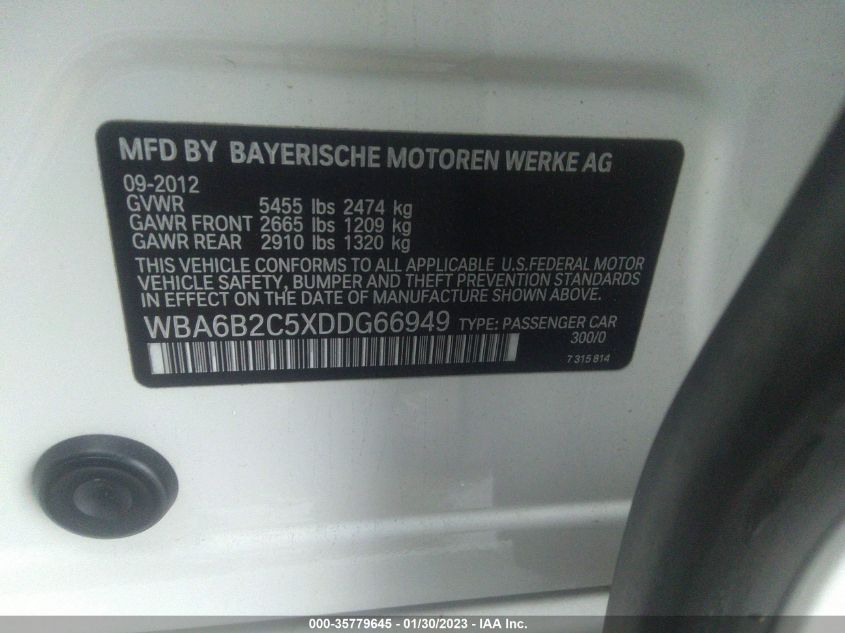 MFD BY BAYERISCHE MOTOREN WERKE AG
09-2012
GVWR 5455 lbs 2474 kg
GAWR FRONT 2665 lbs 1209 kg
GAWR REAR 2910 lbs 1320 kg
THIS VEHICLE CONFORMS TO ALL APPLICABLE U.S.FEDERAL MOTOR
VEHICLE SAFETY, BUMPER AND THEFT PREVENTION STANDARDS
IN EFFECT ON THE DATE OF MANUFACTURE SHOWN ABOVE.
WBA6B2C5XDDG66949 TYPE: PASSENGER CAR
300/0
7 315 814
000-35779645 / 01/30/2023 - IAA Inc.